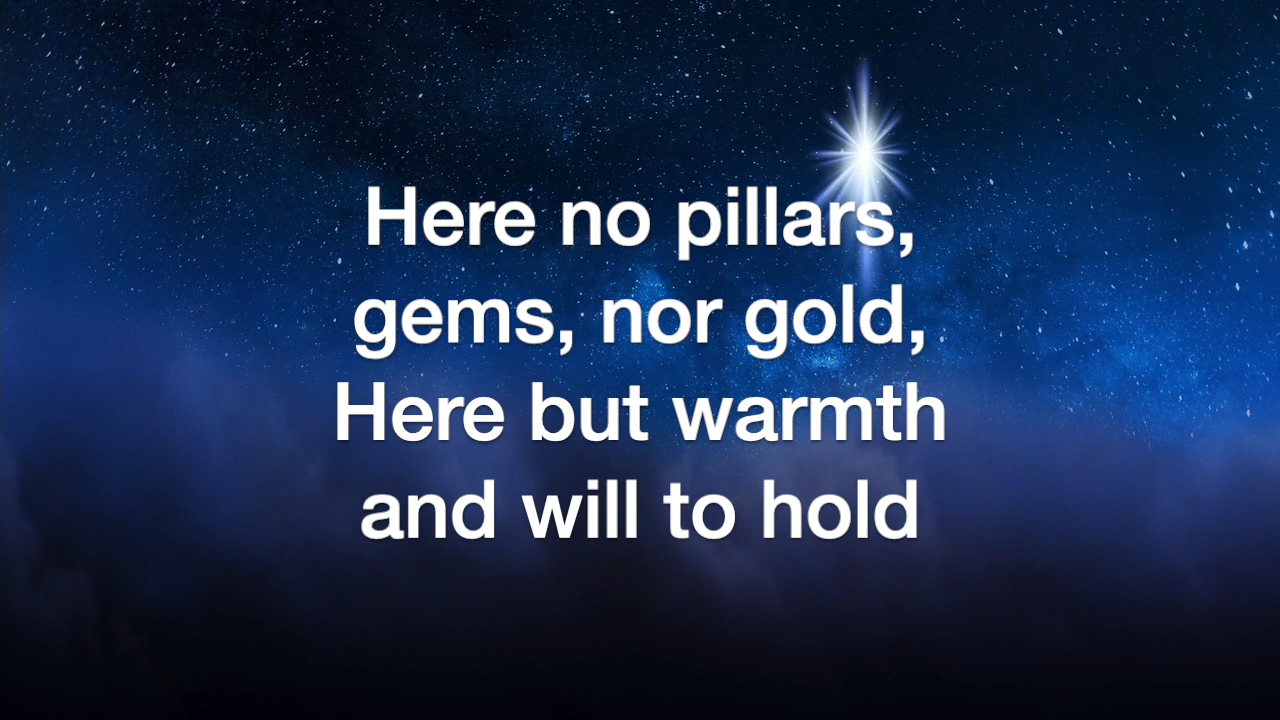 Here no pillars,
gems, nor gold,
Here but warmth
and will to hold